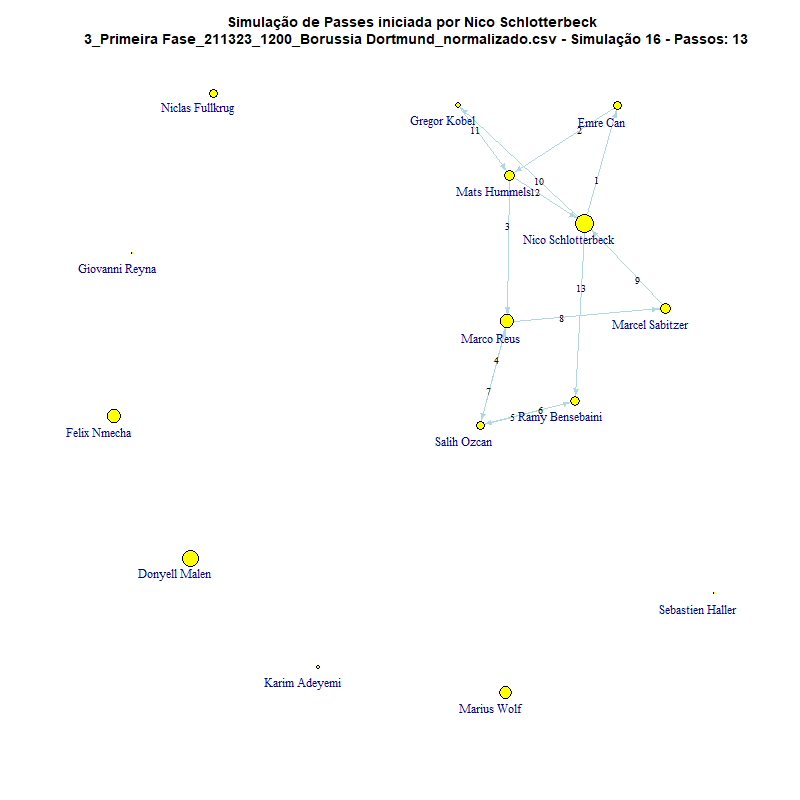 Simulação de Passes iniciada por Nico Schlotterbeck
3_Primeira Fase_211323_1200_Borussia Dortmund_normalizado.csv - Simulação 16 - Passos: 13
Niclas Fullkrug
Gregor Kobel
Emre Can
11
2
Mats Hummels
10
12
1
3
Nico Schlotterbeck
Giovanni Reyna
9
13
8
Marcel Sabitzer
Marco Reus
4
7
6
5
Ramy Bensebaini
Felix Nmecha
Salih Ozcan
Donyell Malen
Sebastien Haller
Karim Adeyemi
Marius Wolf